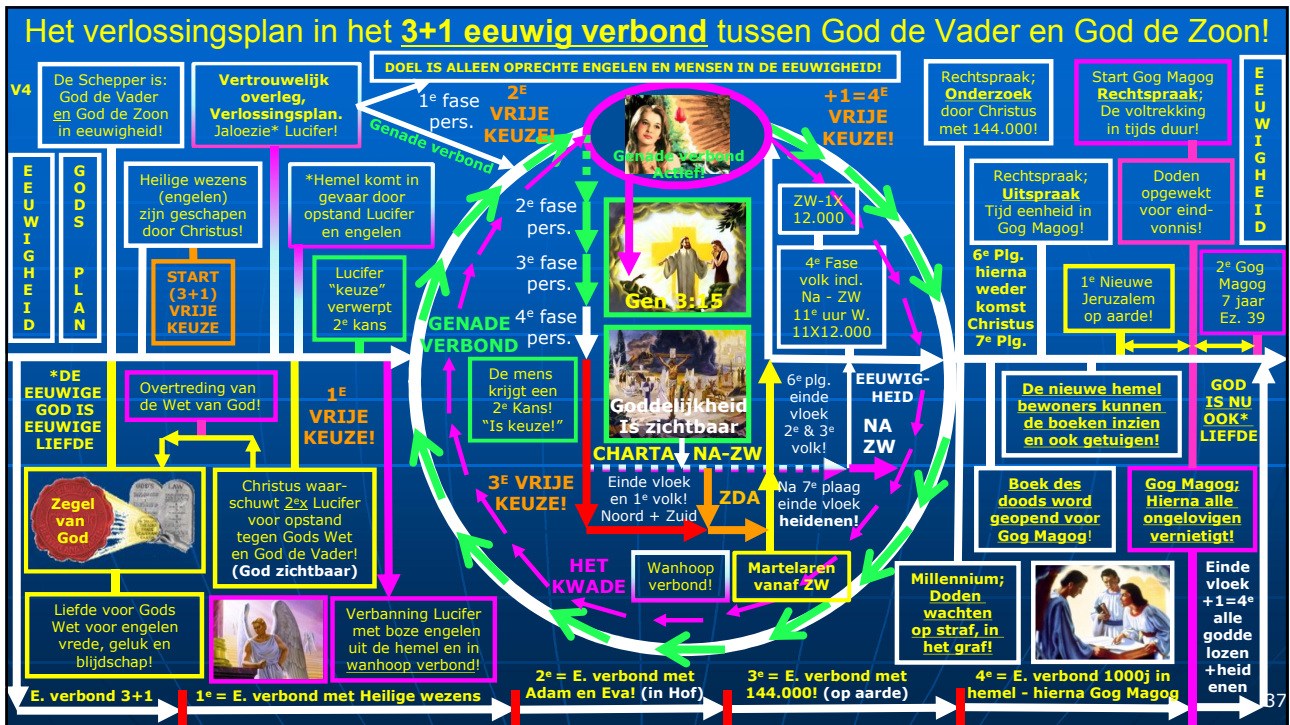 Het verlossingsplan in het 3+1 eeuwig verbond tussen God de Vader en God de Zoon!
V4
De Schepper is:
God de Vader
en God de Zoon
in eeuwigheid!
Vertrouwelijk
overleg,
Verlossingsplan.
Jaloezie* Lucifer!
DOEL IS ALLEEN OPRECHTE ENGELEN EN MENSEN IN DE EEUWIGHEID!
1e fase
pers.
Genade verbond
2E
VRIJE
KEUZE!
Genade verbond
Actief!
+1=4E
VRIJE
KEUZE!
Rechtspraak;
Onderzoek
door Christus
met 144.000!
Start Gog Magog
Rechtspraak;
De voltrekking
in tijds duur!
E
E
U
W
I
G
H
E
I
D
E
E
U
W
I
G
H
E
I
D
G
O
D
S
P
L
A
N
Heilige wezens
(engelen)
zijn geschapen
door Christus!
START
(3+1)
VRIJE
KEUZE
*Hemel komt in
gevaar door
opstand Lucifer
en engelen
Lucifer
"keuze"
verwerpt
2e kans
GENADE
VERBOND
2e fase
pers.
3e fase
pers.
4e fase
pers.
Gen 3:15
ZW-1X
12.000
4e Fase
volk incl.
Na - ZW
11e uur W.
11X12.000
Rechtspraak;
Uitspraak
Tijd eenheid in
Gog Magog!
Doden
opgewekt
voor eind-
vonnis!
6e Plg.
hierna
weder
komst
Christus
7e Plg.
1e Nieuwe
Jeruzalem
op aarde!
2e Gog
Magog
7 jaar
Ez. 39
*DE
EEUWIGE
GOD IS
EEUWIGE
LIEFDE
Overtreding van
de Wet van God!
1E
VRIJE
KEUZE!
De mens
krijgt een
2e Kans!
"Is keuze!"
Goddelijkheid
Is zichtbaar
6e plg.
einde
vloek
2e & 3e
volk!
EEUWIG-
HEID
NA
ZW
De nieuwe hemel
bewoners kunnen
de boeken inzien
en ook getuigen!
GOD
IS NU
OOK*
LIEFDE
Zegel
van
God
GOD'S
LAW
Christus waar-
schuwt 2ex Lucifer
voor opstand
tegen Gods Wet
en God de Vader!
(God zichtbaar)
3E VRIJE
KEUZE!
CHARTA NA-ZW
Einde vloek
en 1e volk!
Noord + Zuid
ZDA
Na 7e plaag
einde vloek
heidenen!
Boek des
doods word
geopend voor
Gog Magog!
Gog Magog;
Hierna alle
ongelovigen
vernietigt!
Liefde voor Gods
Wet voor engelen
vrede, geluk en
blijdschap!
Verbanning Lucifer
met boze engelen
uit de hemel en in
wanhoop verbond!
HET
KWADE
Wanhoop
verbond!
Martelaren
vanaf ZW
Millennium;
Doden
wachten
op straf, in
het graf!
Einde
vloek
+1=4e
alle
godde
lozen
+heid
enen
E. verbond 3+1
1e = E. verbond met Heilige wezens
2e = E. verbond met
Adam en Eva! (in Hof)
3e = E. verbond met
144.000! (op aarde)
4e = E. verbond 1000j in
hemel - hierna Gog Magog
37